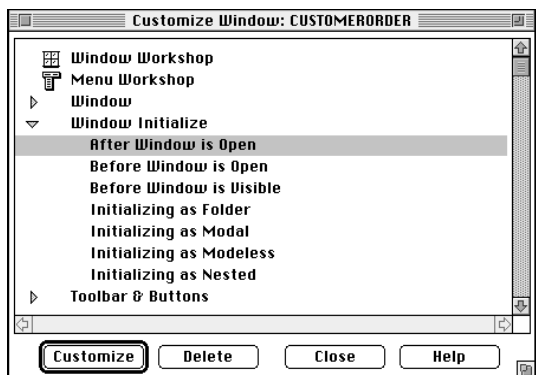 Customize Window: CUSTOMERORDER
Window Workshop
Menu Workshop
Window
Window Initialize
After Window is Open
Before Window is Open
Before Window is Visible
Initializing as Folder
Initializing as Modal
Initializing as Modeless
Initializing as Nested
Toolbar & Buttons
Customize Delete Close Help